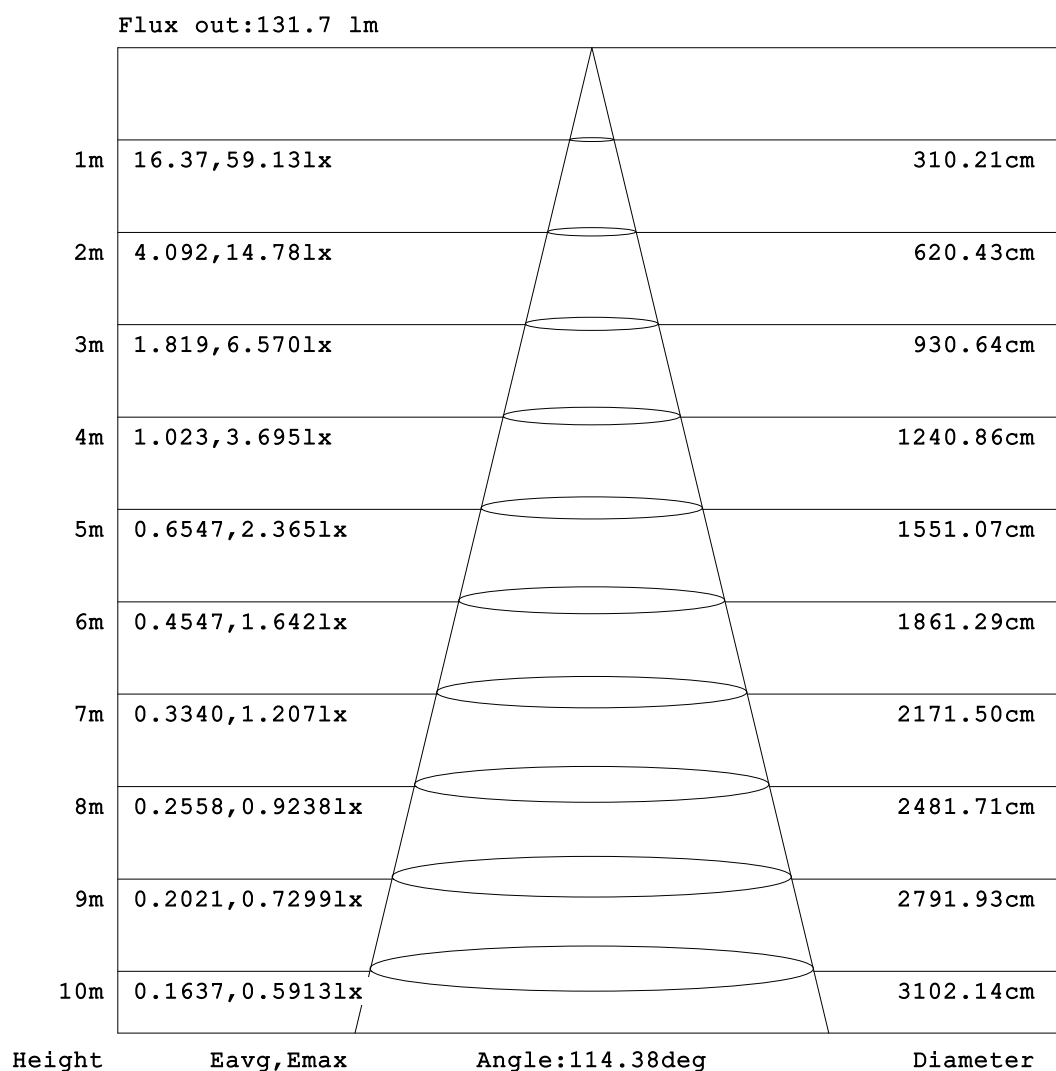 Flux out:131.7 lm
1m 16.37,59.13lx 310.21cm
2m 4.092,14.78lx 620.43cm
3m 1.819,6.570lx 930.64cm
4m 1.023,3.695lx 1240.86cm
5m 0.6547,2.365lx 1551.07cm
6m 0.4547,1.642lx 1861.29cm
7m 0.3340,1.207lx 2171.50cm
8m 0.2558,0.9238lx 2481.71cm
9m 0.2021,0.7299lx 2791.93cm
10m 0.1637,0.5913lx 3102.14cm
Height Eavg,Emax Angle:114.38deg Diameter